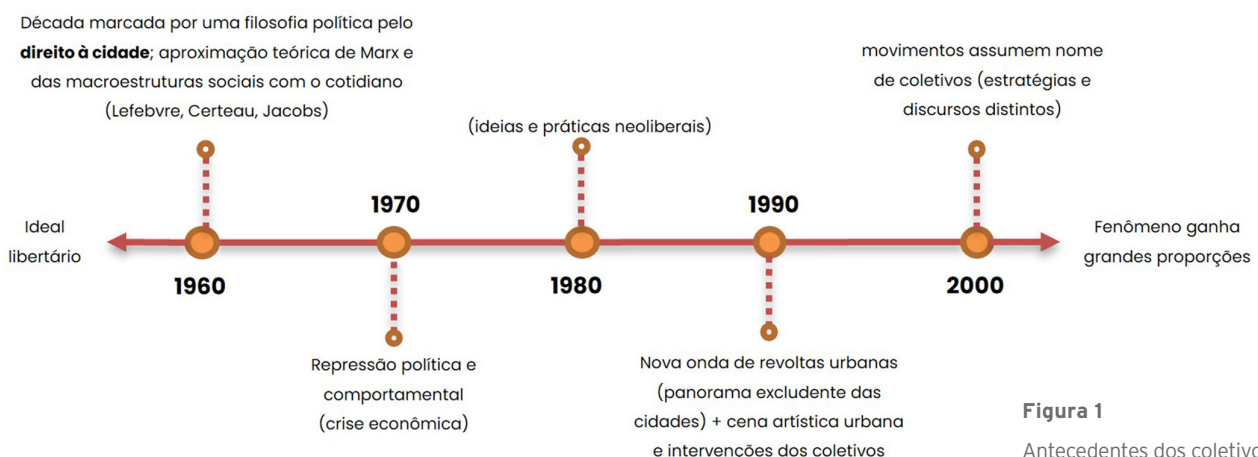 Década marcada por uma filosofia política pelo
direito à cidade; aproximação teórica de Marx e
das macroestruturas sociais com o cotidiano
(Lefebvre, Certeau, Jacobs)
(ideias e práticas neoliberais)
movimentos assumem nome
de coletivos (estratégias e
discursos distintos)
Ideal
libertário
1960
1970
1980
1990
2000
Fenômeno ganha
grandes proporções
Repressão política e
comportamental
(crise econômica)
Nova onda de revoltas urbanas
(panorama excludente das
cidades) + cena artística urbana
e intervenções dos coletivos
Figura 1
Antecedentes dos coletivo